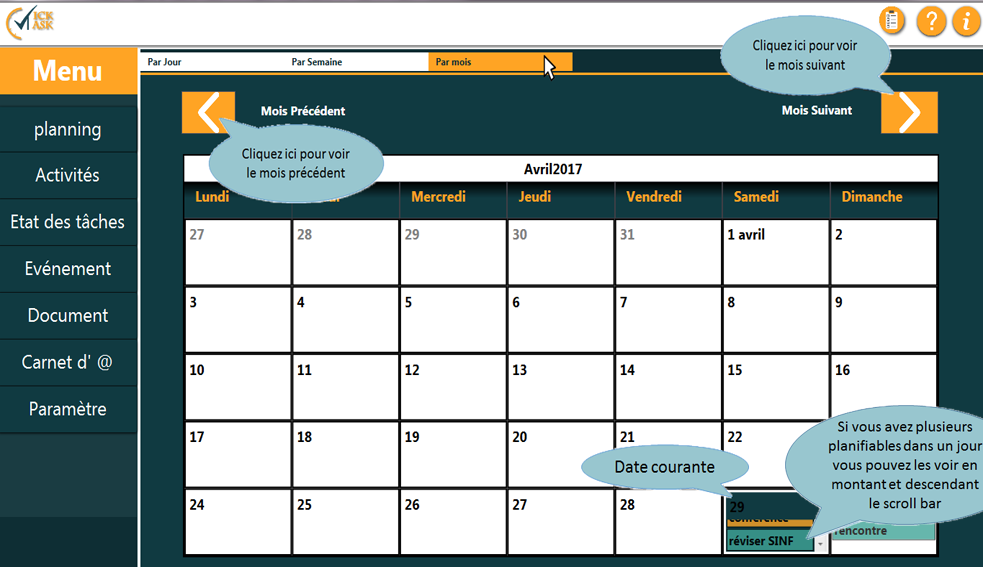 ICK
ASK
Menu
planning
Activités
Etat des tâches
Evénement
Document
Carnet d' @
Paramètre
Par Jour
Par Semaine
Par mois
Cliquez ici pour voir
le mois suivant
Mois Précédent
Mois Suivant
Cliquez ici pour voir
le mois précédent
Avril2017
Lundi Mercredi Jeudi Vendredi Samedi Dimanche
27 28 29 30 31 1 avril 2
3 4 5 6 7 8 9
10 11 12 13 14 15 16
17 18 19 20 21 22
Date courante
Si vous avez plusieurs
planifiables dans un jour
vous pouvez les voir en
montant et descendant
le scroll bar
24 25 26 27 28 29
conférence
réviser SINF
rencontre